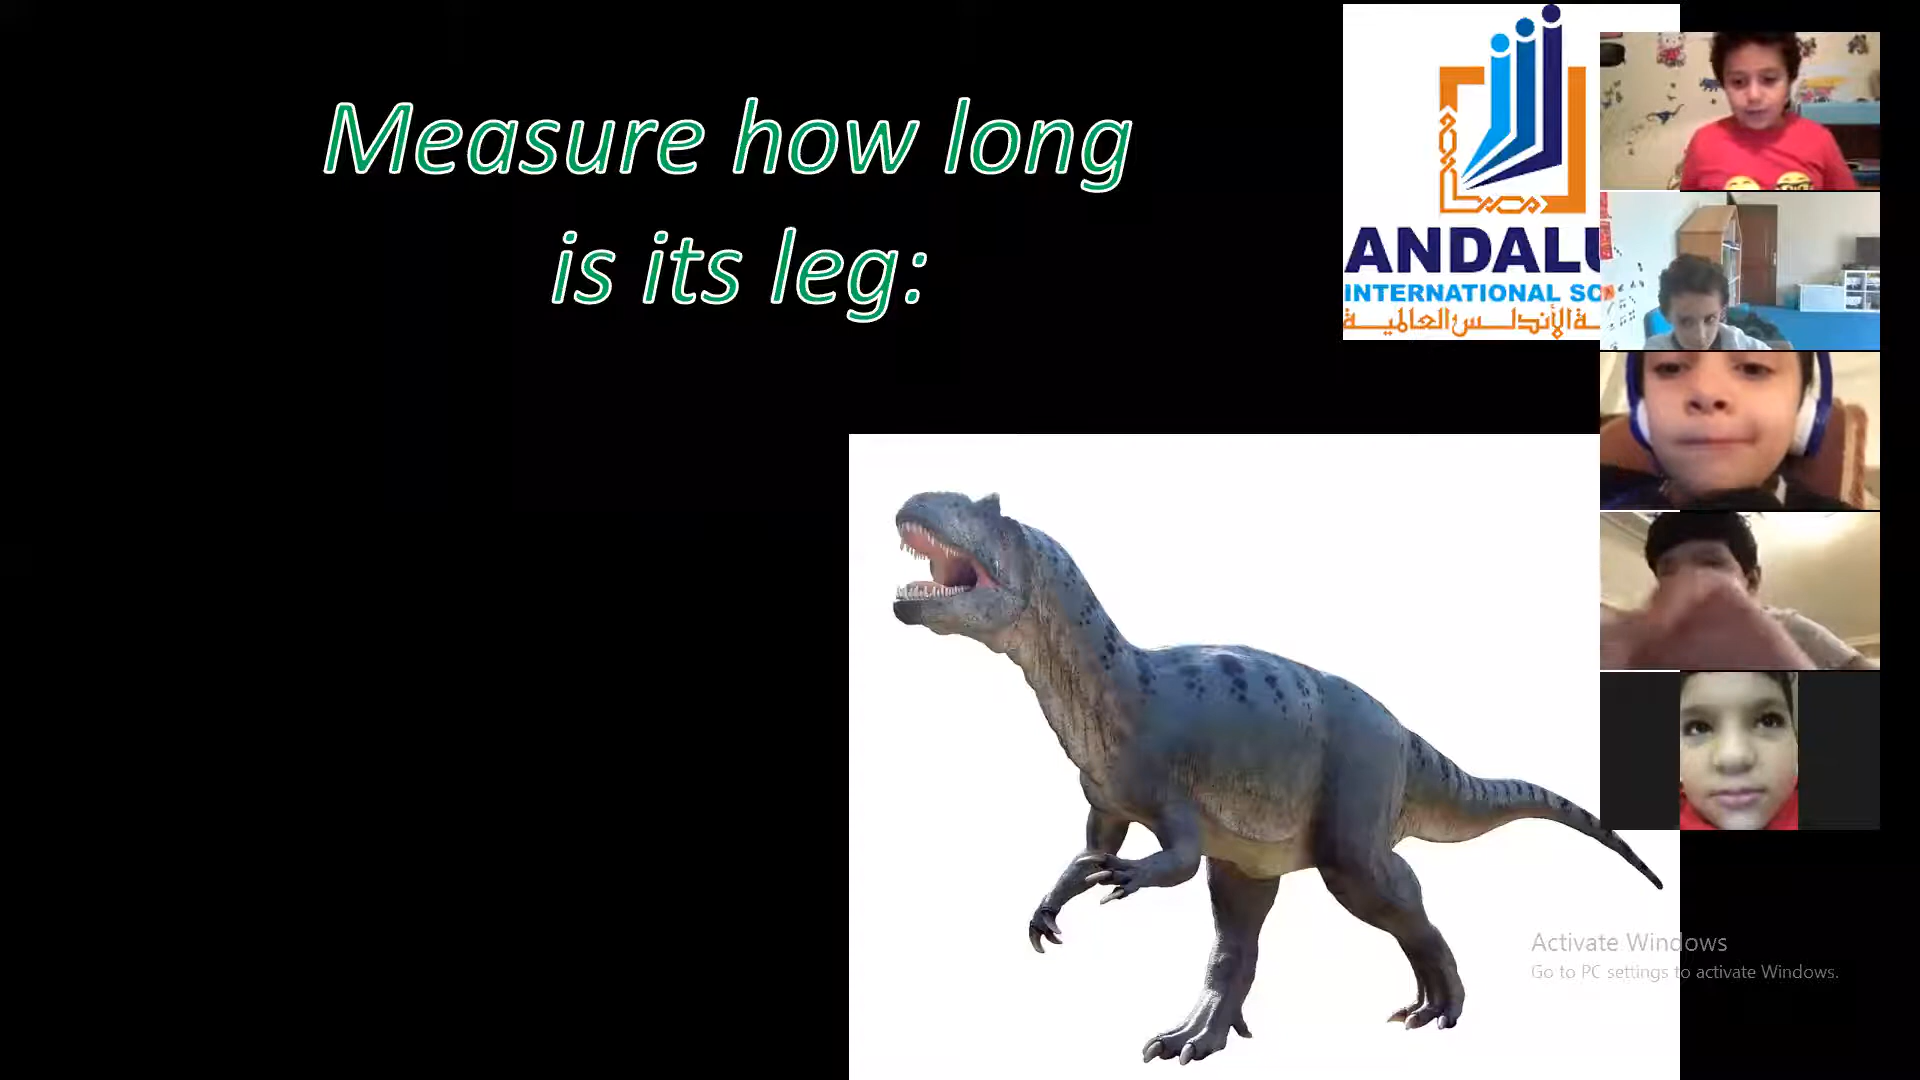 Measure how long
is its leg:
ANDALU
INTERNATIONAL SC
ـة الأندلس العالمية
Activate Windows
Go to PC settings to activate Windows.